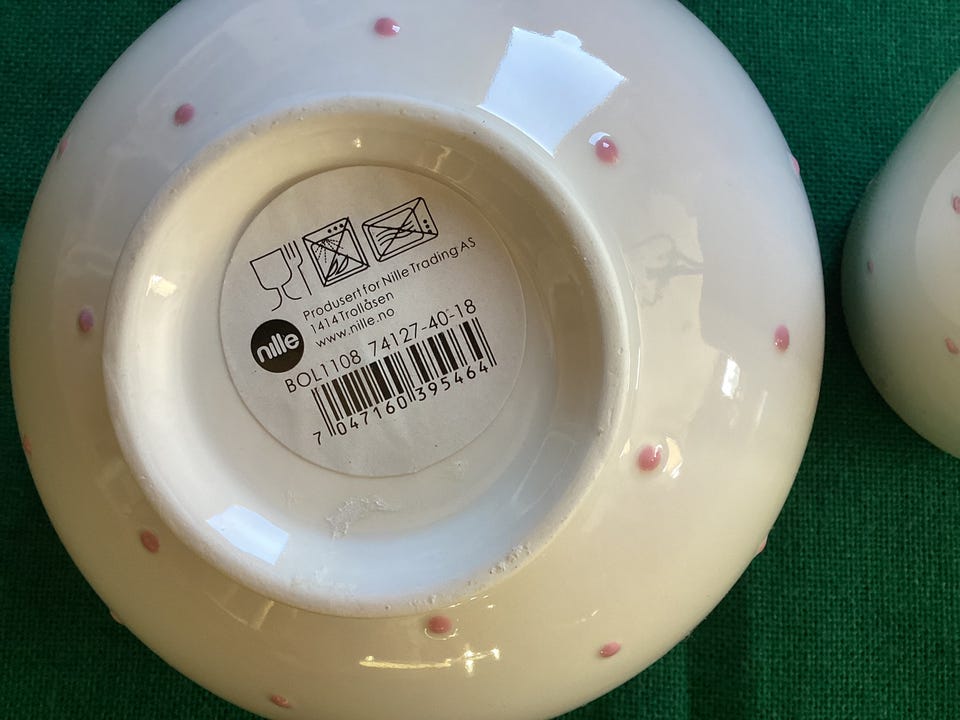 Produsert for Nille Trading AS
1414 Trollåsen
www.nille.no
nille
BOL1108 74127-40-18
7 047160 395464